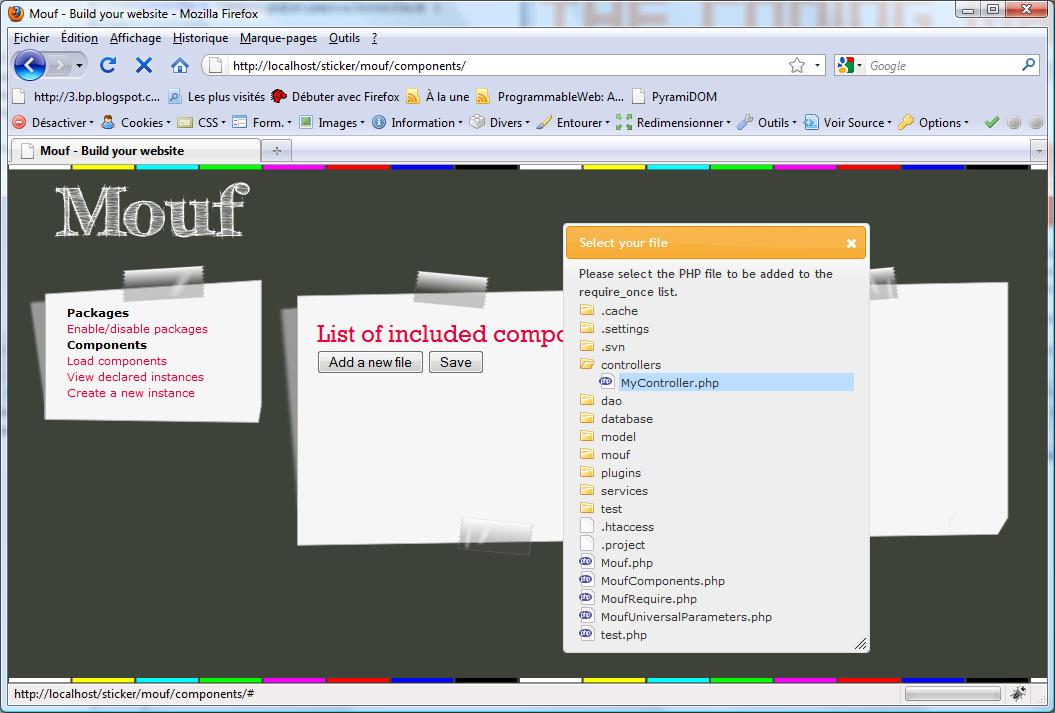 Mouf - Build your website - Mozilla Firefox
Fichier Édition Affichage Historique Marque-pages Outils ?
http://localhost/sticker/mouf/components/ Google
http://3.bp.blogspot.c... Les plus visités Débuter avec Firefox À la une ProgrammableWeb: A... PyramiDOM
Désactiver Cookies CSS Form. Images Information Divers Entourer Redimensionner Outils Voir Source Options
Mouf - Build your website
Mouf
Packages
Enable/disable packages
Components
Load components
View declared instances
Create a new instance
List of included compo
Add a new file Save
Select your file
Please select the PHP file to be added to the
require_once list.
.cache
.settings
.svn
controllers
php MyController.php
dao
database
model
mouf
plugins
services
test
.htaccess
.project
php Mouf.php
php MoufComponents.php
php MoufRequire.php
php MoufUniversalParameters.php
php test.php
http://localhost/sticker/mouf/components/#